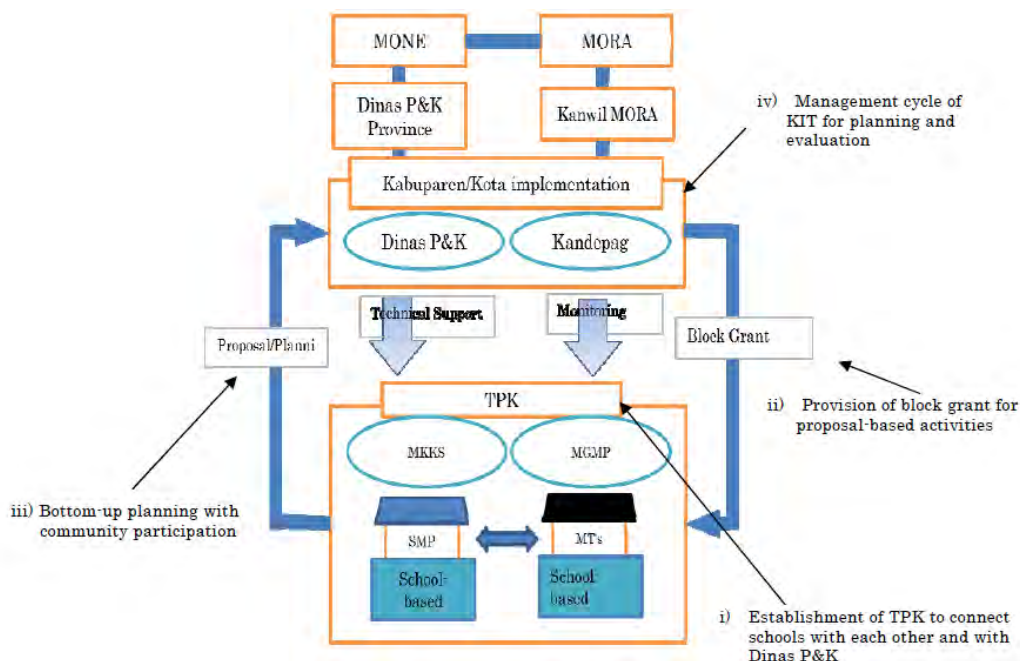 MONE
MORA
Dinas P&K
Province
Kanwil MORA
iv) Management cycle of
KIT for planning and
evaluation
Kabuparen/Kota implementation
Dinas P&K
Kandepag
Technical Support
Monitoring
Proposal/Planni
Block Grant
ii) Provision of block grant for
proposal-based activities
TPK
MKKS
MGMP
iii) Bottom-up planning with
community participation
SMP
MTs
School-
based
School-
based
i) Establishment of TPK to connect
schools with each other and with
Dinas P&K